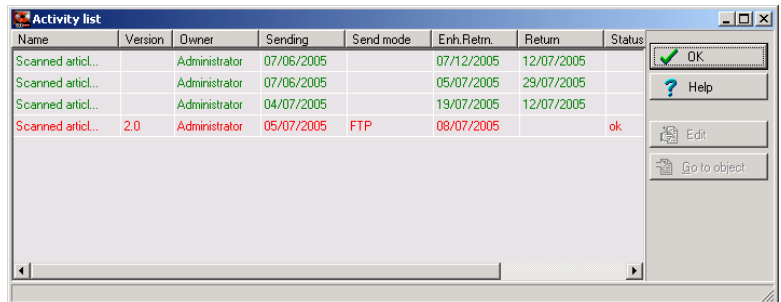 Activity list
Name Version Owner Sending Send mode Enh.Retrn. Return Status
Scanned articl... Administrator 07/06/2005 07/12/2005 12/07/2005
Scanned articl... Administrator 07/06/2005 05/07/2005 29/07/2005
Scanned articl... Administrator 04/07/2005 19/07/2005 12/07/2005
Scanned articl... 2.0 Administrator 05/07/2005 FTP 08/07/2005 ok
OK
Help
Edit
Go to object